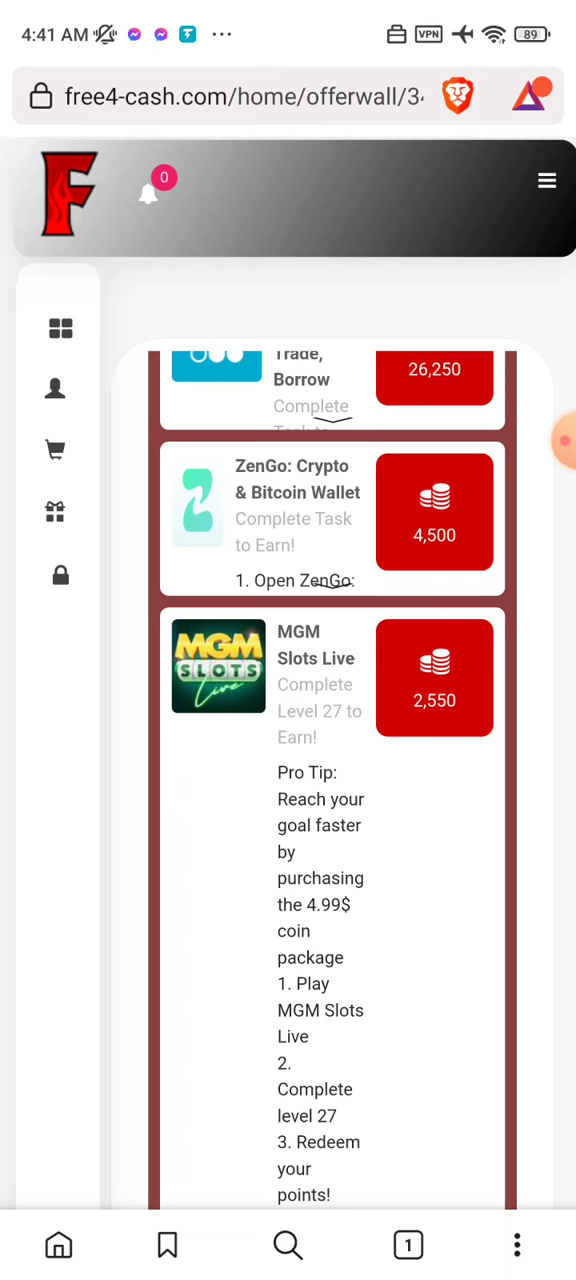 4:41 AM
VPN
89
free4-cash.com/home/offerwall/34
F
0
Trade,
Borrow
Complete
26,250
ZenGo: Crypto
& Bitcoin Wallet
Complete Task
to Earn!
1. Open ZenGo:
4,500
MGM
SLOTS
Live
MGM
Slots Live
Complete
Level 27 to
Earn!
2,550
Pro Tip:
Reach your
goal faster
by
purchasing
the 4.99$
coin
package
1. Play
MGM Slots
Live
2.
Complete
level 27
3. Redeem
your
points!
1